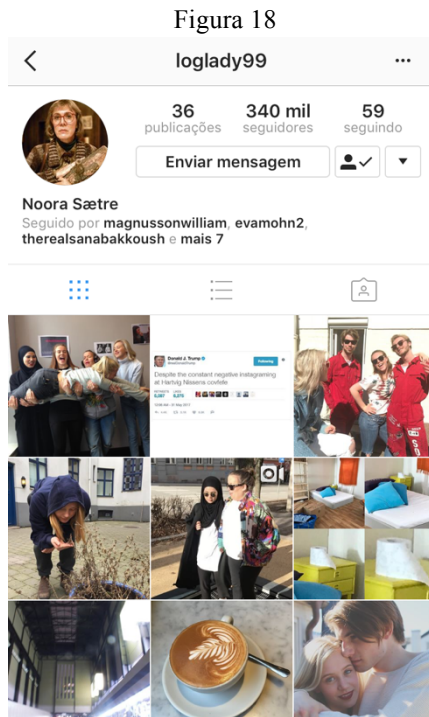 Figura 18
loglady99
36
publicações
340 mil
seguidores
59
seguindo
Enviar mensagem
Noora Sætre
Seguido por magnussonwilliam, evamohn2,
therealsanabakkoush e mais 7
Donald J. Trump
Following
Despite the constant negative instagraming
at Hartvig Nissens covfefe